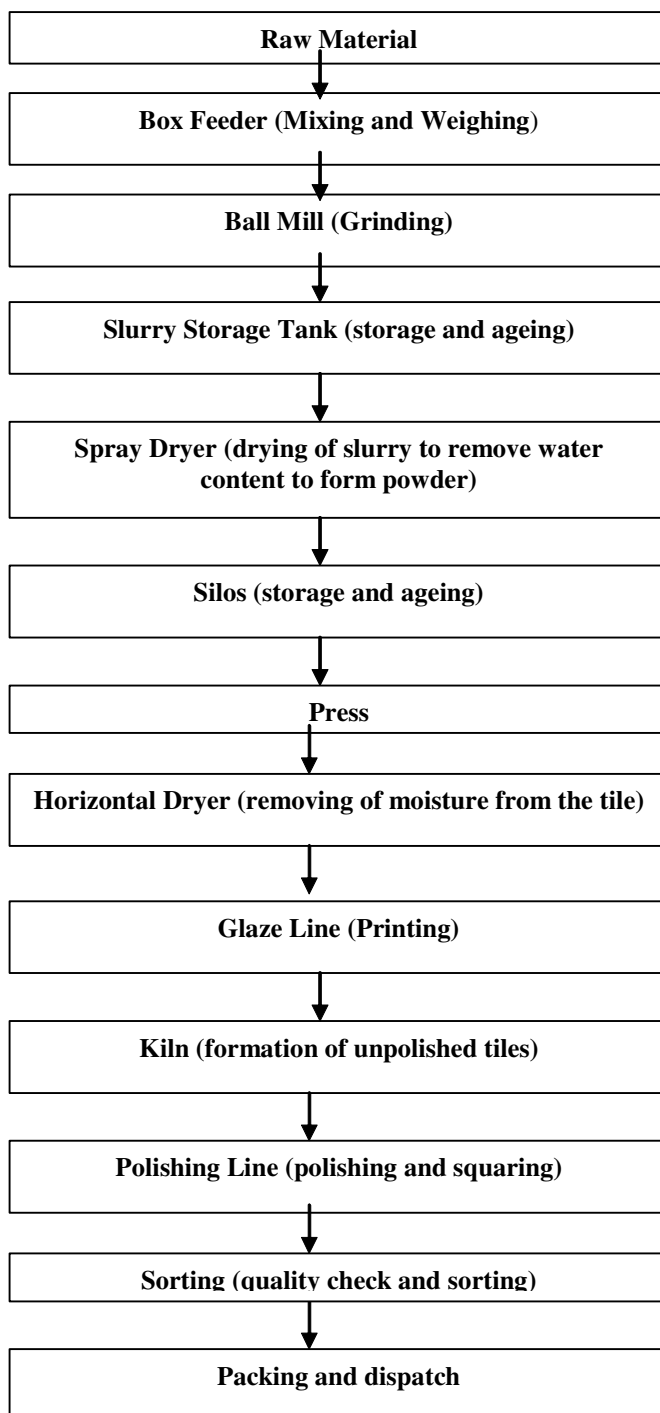 Raw Material
Box Feeder (Mixing and Weighing)
Ball Mill (Grinding)
Slurry Storage Tank (storage and ageing)
Spray Dryer (drying of slurry to remove water
content to form powder)
Silos (storage and ageing)
Press
Horizontal Dryer (removing of moisture from the tile)
Glaze Line (Printing)
Kiln (formation of unpolished tiles)
Polishing Line (polishing and squaring)
Sorting (quality check and sorting)
Packing and dispatch